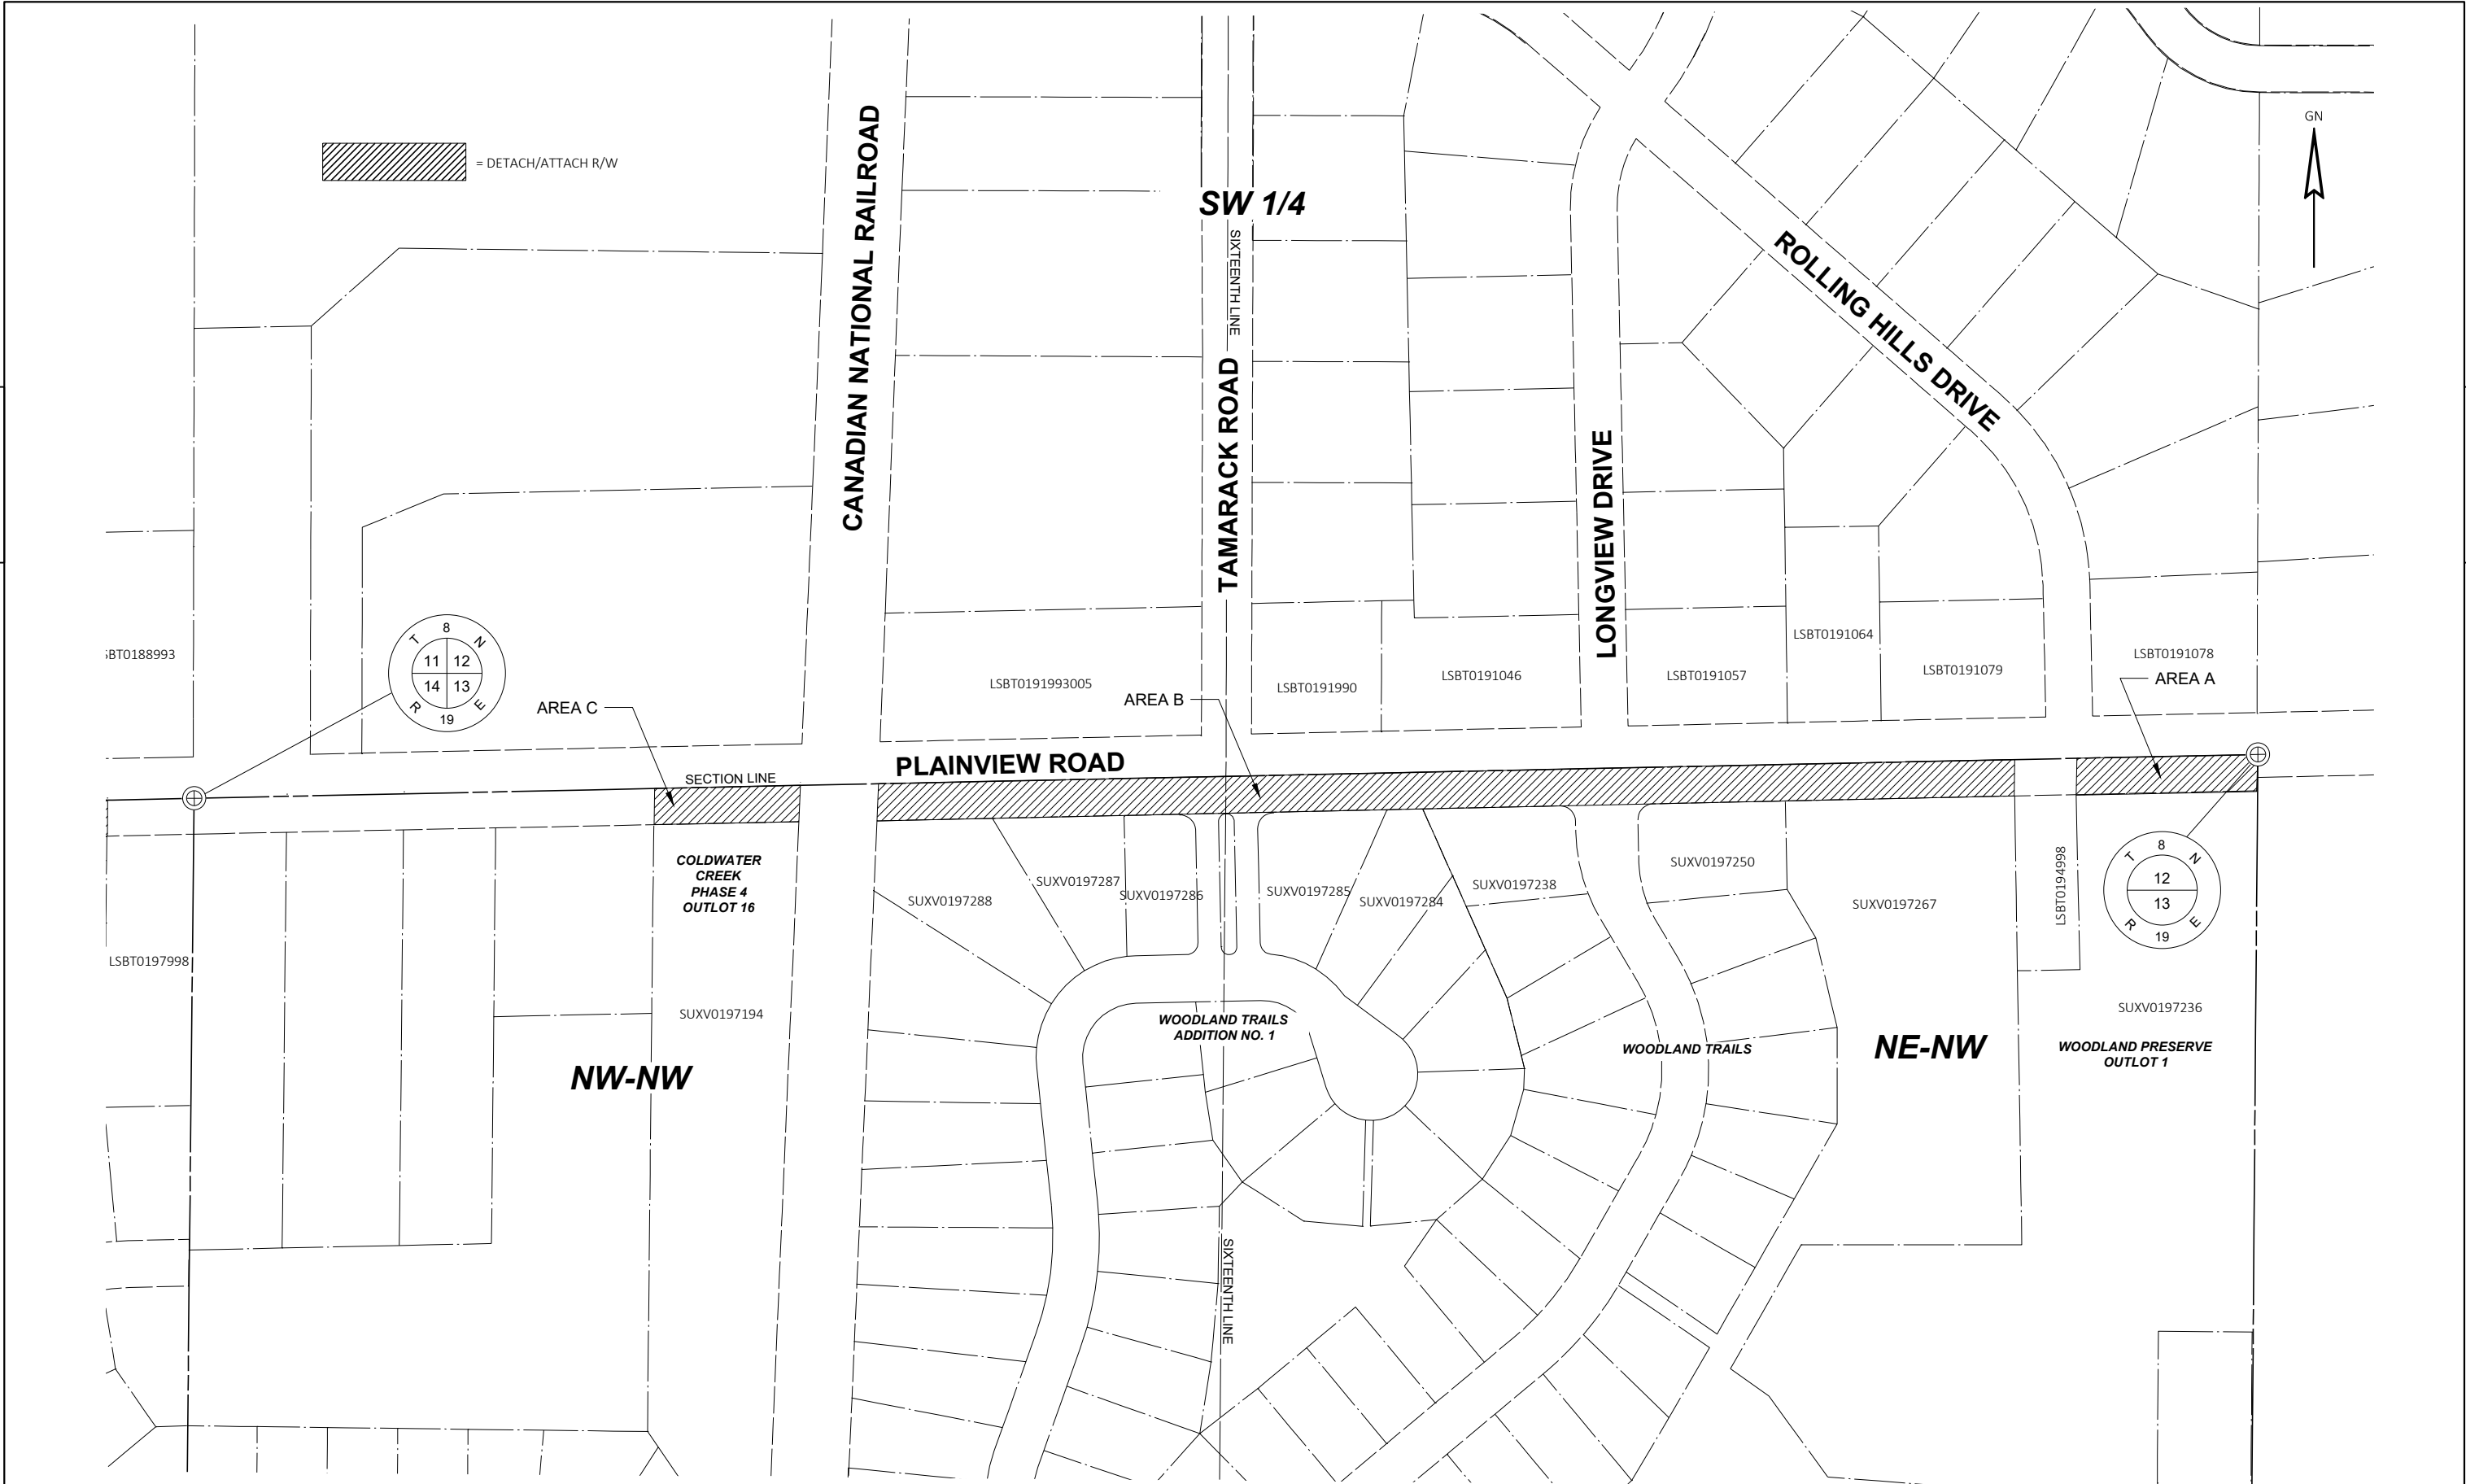 GN
= DETACH/ATTACH R/W
CANADIAN NATIONAL RAILROAD
SW 1/4
SIXTEENTH LINE
TAMARACK ROAD
LONGVIEW DRIVE
ROLLING HILLS DRIVE
SBT0188993
T 8 N
11 12
14 13
R 19 E
AREA C
LSBT0191993005
AREA B
LSBT0191990
LSBT0191046
LSBT0191057
LSBT0191064
LSBT0191079
LSBT0191078
AREA A
SECTION LINE
PLAINVIEW ROAD
COLDWATER
CREEK
PHASE 4
OUTLOT 16
SUXV0197288
SUXV0197287
SUXV0197286
SUXV0197285
SUXV0197284
SUXV0197238
SUXV0197250
SUXV0197267
LSBT0194998
T 8 N
12
13
R 19 E
LSBT0197998
SUXV0197194
NW-NW
WOODLAND TRAILS
ADDITION NO. 1
WOODLAND TRAILS
NE-NW
SUXV0197236
WOODLAND PRESERVE
OUTLOT 1
SIXTEENTH LINE